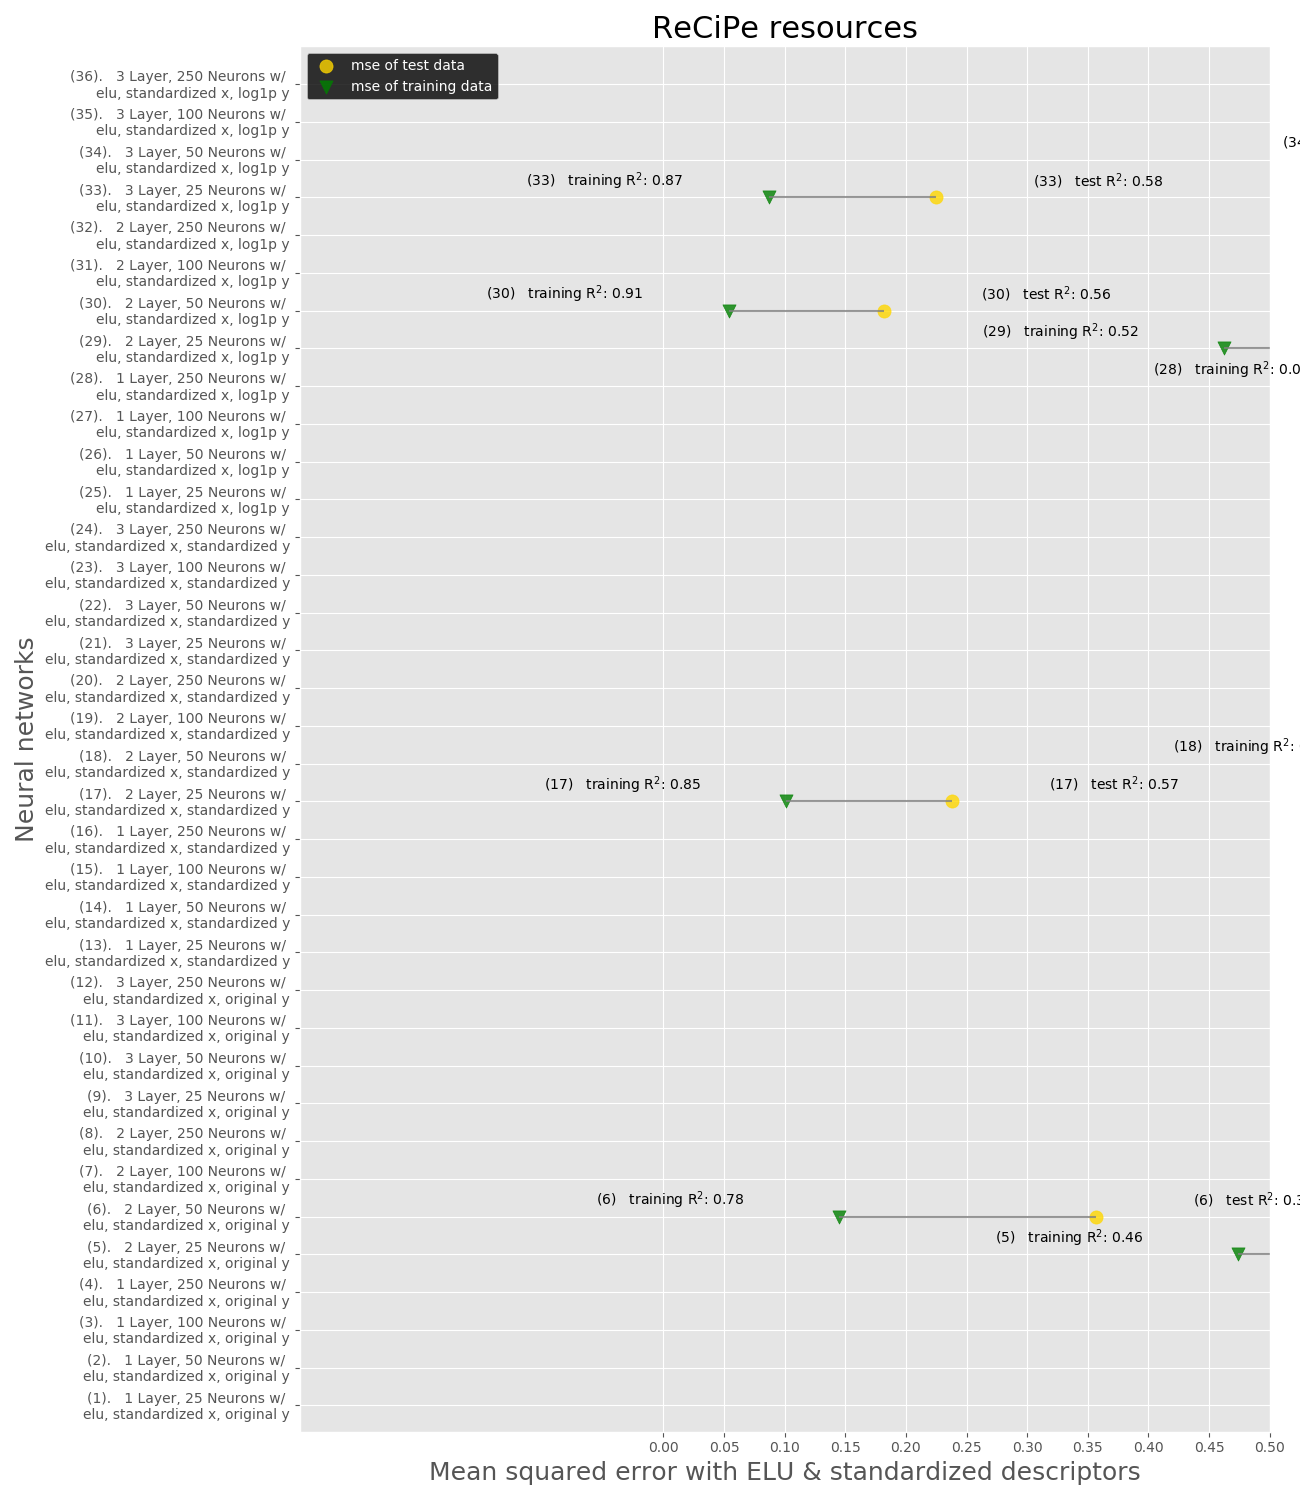 ReCiPe resources
mse of test data
mse of training data
(36).   3 Layer, 250 Neurons w/
elu, standardized x, log1p y
(35).   3 Layer, 100 Neurons w/
elu, standardized x, log1p y
(34).   3 Layer, 50 Neurons w/
elu, standardized x, log1p y
(33).   3 Layer, 25 Neurons w/
elu, standardized x, log1p y
(32).   2 Layer, 250 Neurons w/
elu, standardized x, log1p y
(31).   2 Layer, 100 Neurons w/
elu, standardized x, log1p y
(30).   2 Layer, 50 Neurons w/
elu, standardized x, log1p y
(29).   2 Layer, 25 Neurons w/
elu, standardized x, log1p y
(28).   1 Layer, 250 Neurons w/
elu, standardized x, log1p y
(27).   1 Layer, 100 Neurons w/
elu, standardized x, log1p y
(26).   1 Layer, 50 Neurons w/
elu, standardized x, log1p y
(25).   1 Layer, 25 Neurons w/
elu, standardized x, log1p y
(24).   3 Layer, 250 Neurons w/
elu, standardized x, standardized y
(23).   3 Layer, 100 Neurons w/
elu, standardized x, standardized y
(22).   3 Layer, 50 Neurons w/
elu, standardized x, standardized y
(21).   3 Layer, 25 Neurons w/
elu, standardized x, standardized y
(20).   2 Layer, 250 Neurons w/
elu, standardized x, standardized y
(19).   2 Layer, 100 Neurons w/
elu, standardized x, standardized y
(18).   2 Layer, 50 Neurons w/
elu, standardized x, standardized y
(17).   2 Layer, 25 Neurons w/
elu, standardized x, standardized y
(16).   1 Layer, 250 Neurons w/
elu, standardized x, standardized y
(15).   1 Layer, 100 Neurons w/
elu, standardized x, standardized y
(14).   1 Layer, 50 Neurons w/
elu, standardized x, standardized y
(13).   1 Layer, 25 Neurons w/
elu, standardized x, standardized y
(12).   3 Layer, 250 Neurons w/
elu, standardized x, original y
(11).   3 Layer, 100 Neurons w/
elu, standardized x, original y
(10).   3 Layer, 50 Neurons w/
elu, standardized x, original y
(9).   3 Layer, 25 Neurons w/
elu, standardized x, original y
(8).   2 Layer, 250 Neurons w/
elu, standardized x, original y
(7).   2 Layer, 100 Neurons w/
elu, standardized x, original y
(6).   2 Layer, 50 Neurons w/
elu, standardized x, original y
(5).   2 Layer, 25 Neurons w/
elu, standardized x, original y
(4).   1 Layer, 250 Neurons w/
elu, standardized x, original y
(3).   1 Layer, 100 Neurons w/
elu, standardized x, original y
(2).   1 Layer, 50 Neurons w/
elu, standardized x, original y
(1).   1 Layer, 25 Neurons w/
elu, standardized x, original y
Neural networks
(33)   training R²: 0.87
(33)   test R²: 0.58
(30)   training R²: 0.91
(30)   test R²: 0.56
(29)   training R²: 0.52
(28)   training R²: 0.0
(18)   training R²:
(17)   training R²: 0.85
(17)   test R²: 0.57
(6)   training R²: 0.78
(6)   test R²: 0.3
(5)   training R²: 0.46
0.00 0.05 0.10 0.15 0.20 0.25 0.30 0.35 0.40 0.45 0.50
Mean squared error with ELU & standardized descriptors